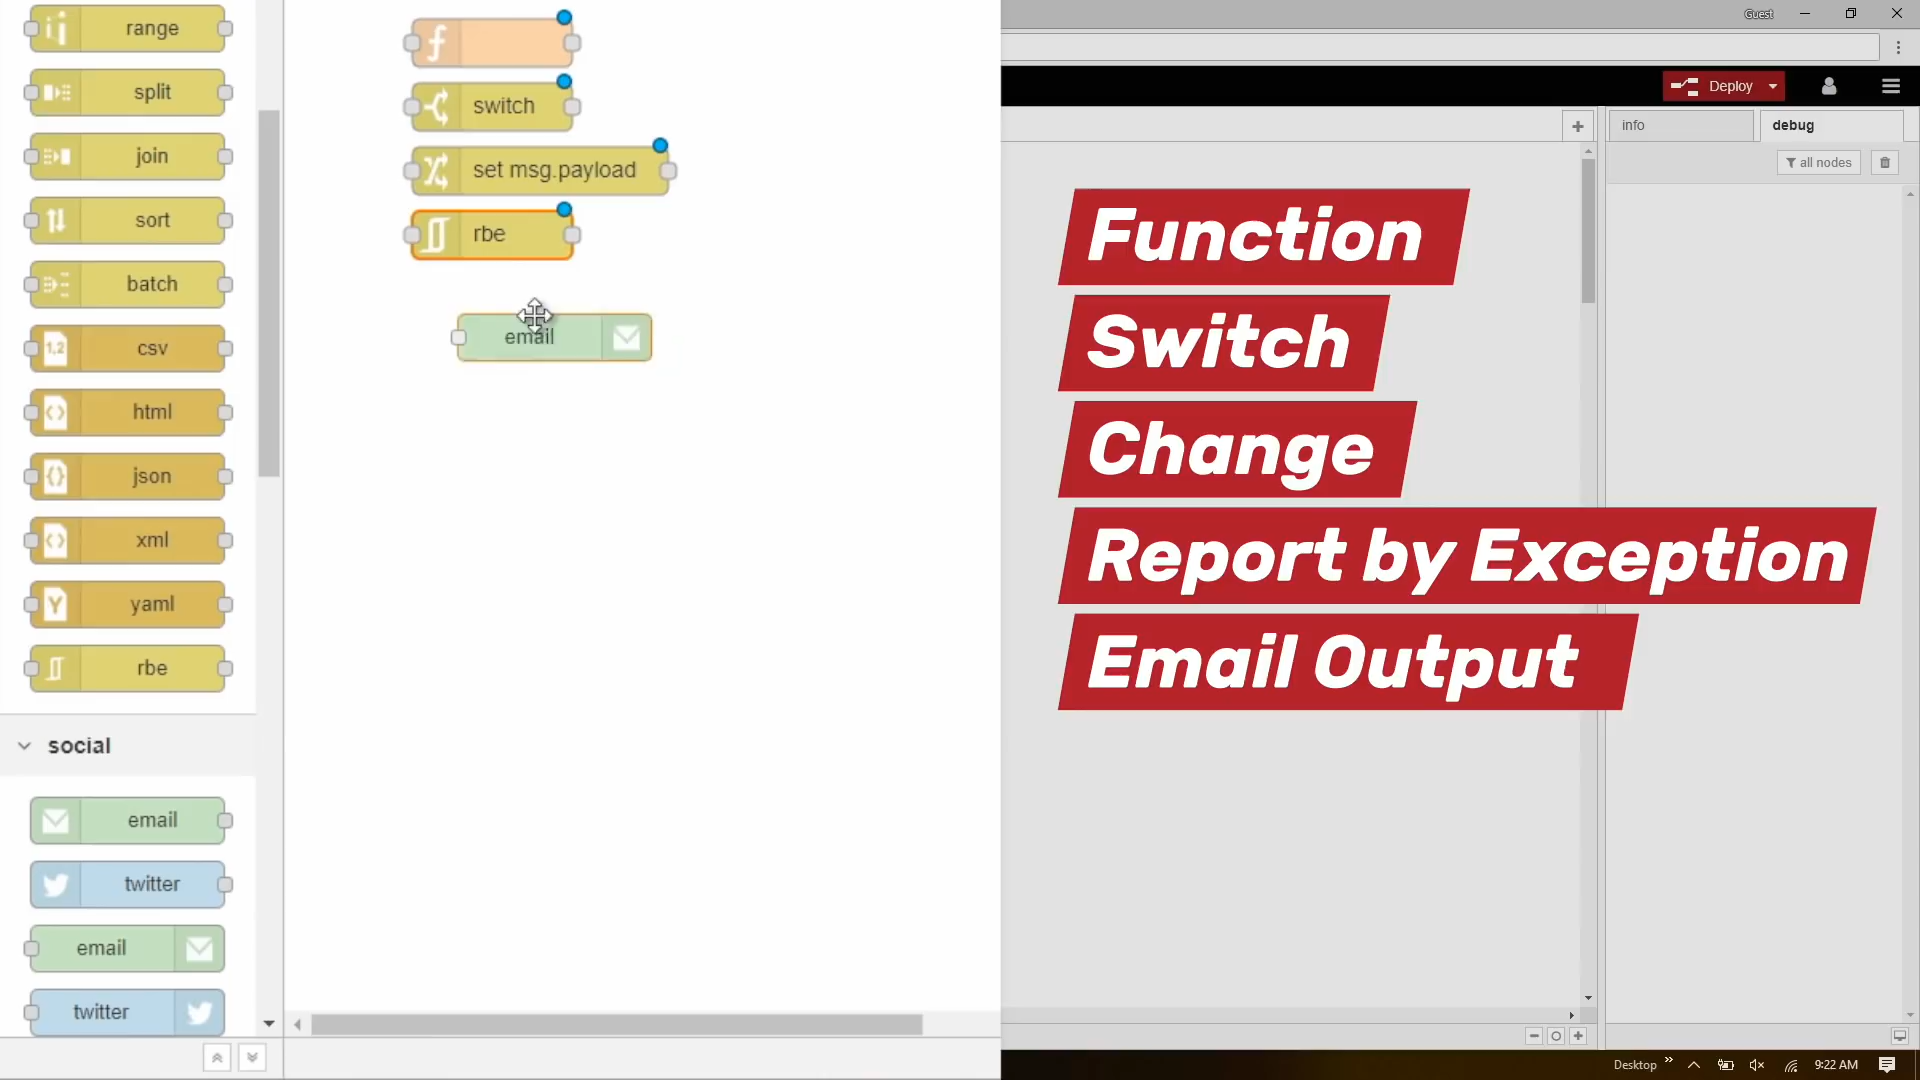 range
split
join
sort
batch
csv
html
json
xml
yaml
rbe
social
email
twitter
email
twitter
switch
set msg.payload
rbe
email
Guest
Deploy
info
debug
all nodes
Function
Switch
Change
Report by Exception
Email Output
Desktop
9:22 AM